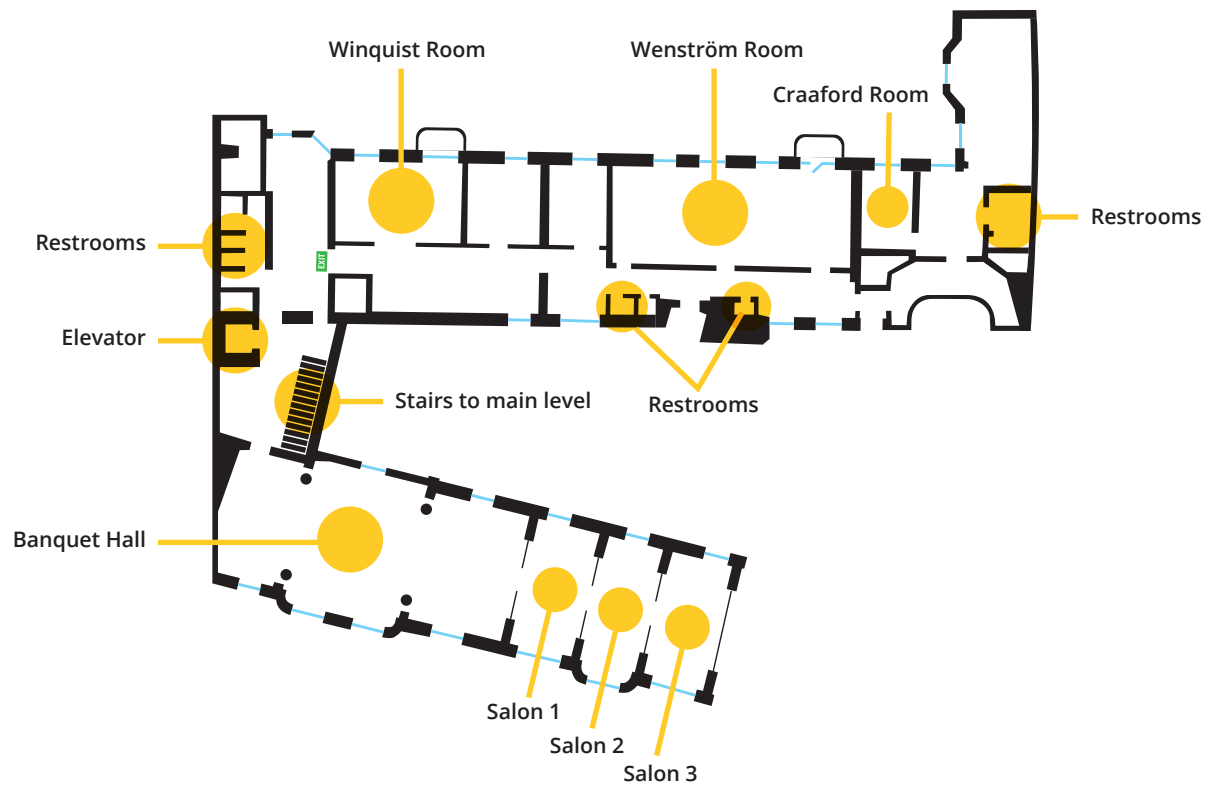 Winquist Room
Wenström Room
Craaford Room
Restrooms
Restrooms
EXIT
Elevator
Stairs to main level
Restrooms
Banquet Hall
Salon 1
Salon 2
Salon 3